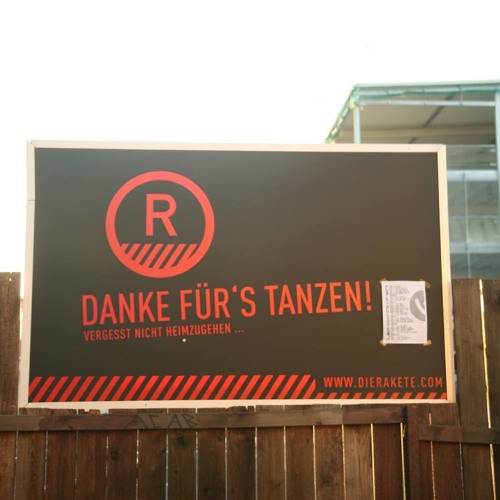 R
DANKE FÜR'S TANZEN!
VERGESST NICHT HEIMZUGEHEN ...
WWW.DIERAKETE.COM